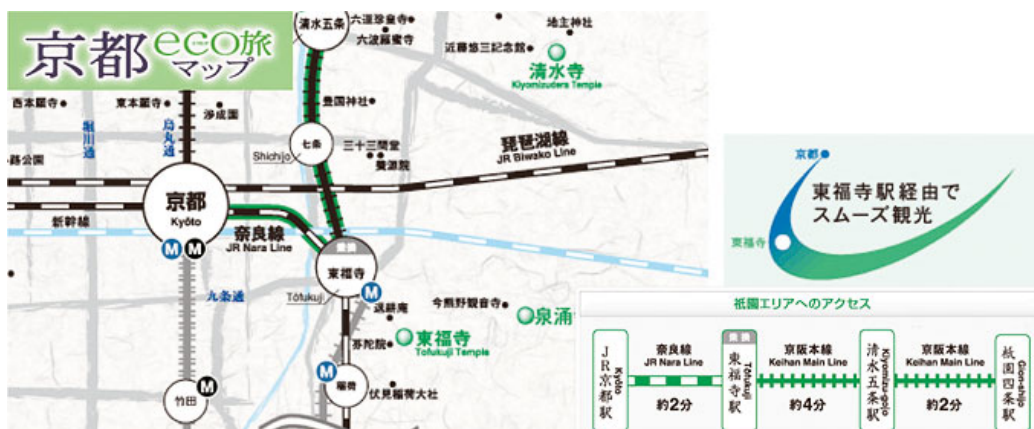 京都eco旅
マップ
清水五条
六道珍皇寺
六波羅蜜寺
地主神社
近藤悠三記念館
清水寺
Kiyomizudera Temple
西本願寺
東本願寺
渉成園
豊国神社
堀川通
烏丸通
七条
Shichijo
三十三間堂
養源院
琵琶湖線
JR Biwako Line
路公園
京都
Kyōto
新幹線
奈良線
JR Nara Line
M
M
乗換
東福寺
Tōfukuji
M
九条通
退耕庵
今熊野観音寺
泉涌
東福寺
Tofukuji Temple
芬陀院
M
稲荷
伏見稲荷大社
竹田
M
京都
東福寺駅経由で
スムーズ観光
東福寺
祇園エリアへのアクセス
JR京都駅
Kyōto
奈良線
JR Nara Line
約2分
乗換
東福寺駅
Tōfukuji
京阪本線
Keihan Main Line
約4分
清水五条駅
Kiyomizu-gojo
京阪本線
Keihan Main Line
約2分
祇園四条駅
Gion-shijo